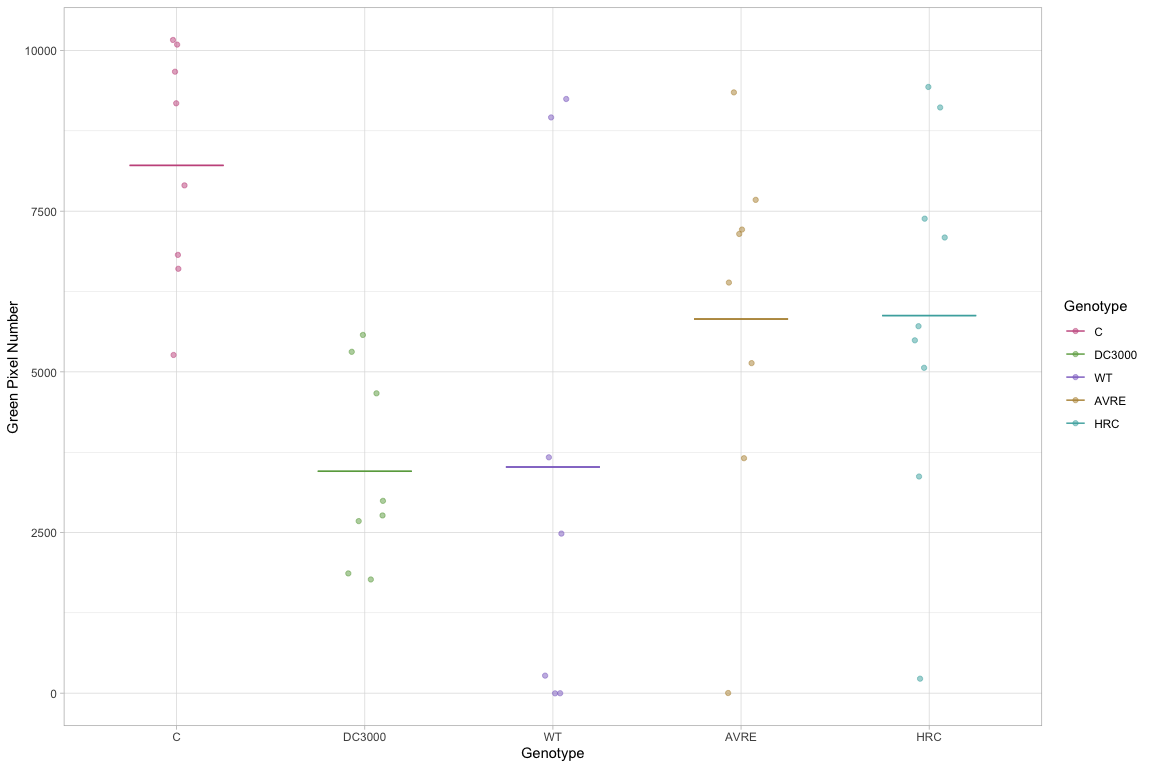 10000
7500
5000
2500
0
Green Pixel Number
C
DC3000
WT
AVRE
HRC
Genotype
Genotype
C
DC3000
WT
AVRE
HRC